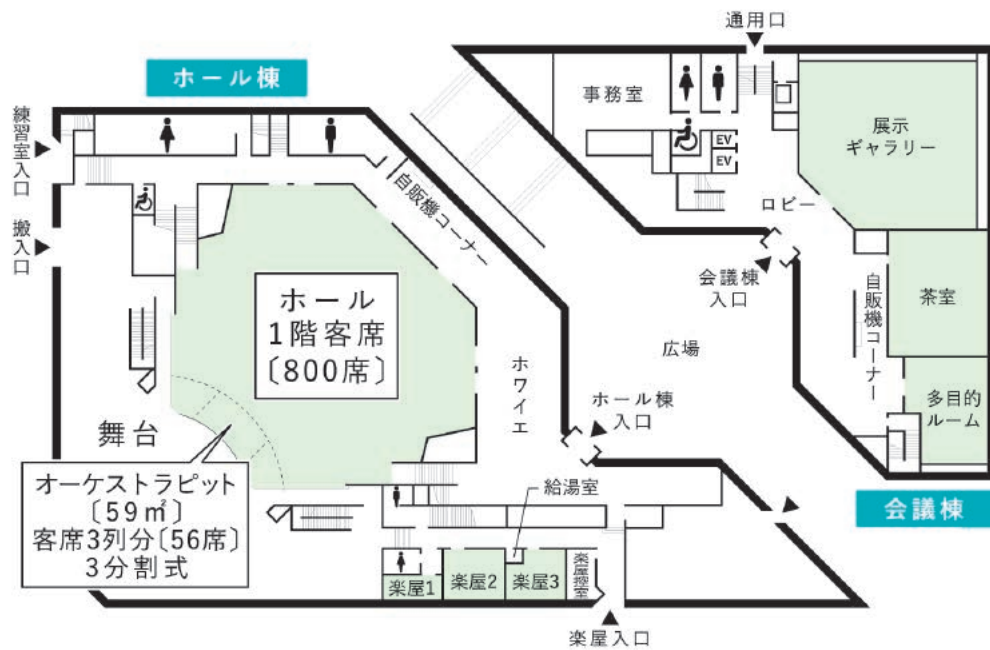 通用口
ホール棟
練習室入口
搬入口
事務室
EV
EV
展示
ギャラリー
自販機コーナー
ロビー
会議棟
入口
茶室
自販機コーナー
ホール
1階客席
〔800席〕
広場
ホワイエ
ホール棟
入口
多目的
ルーム
舞台
オーケストラピット
〔59㎡〕
客席3列分〔56席〕
3分割式
給湯室
会議棟
楽屋1
楽屋2
楽屋3
楽屋控室
楽屋入口